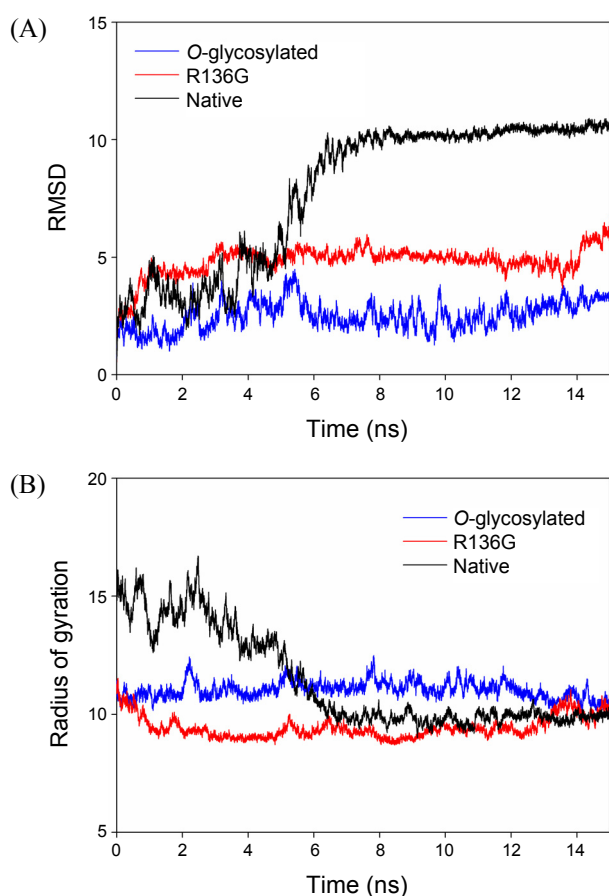 (A)
15
O-glycosylated
R136G
Native
10
RMSD
5
0
0 2 4 6 8 10 12 14
Time (ns)
(B)
20
O-glycosylated
R136G
Native
15
Radius of gyration
10
5
0 2 4 6 8 10 12 14
Time (ns)